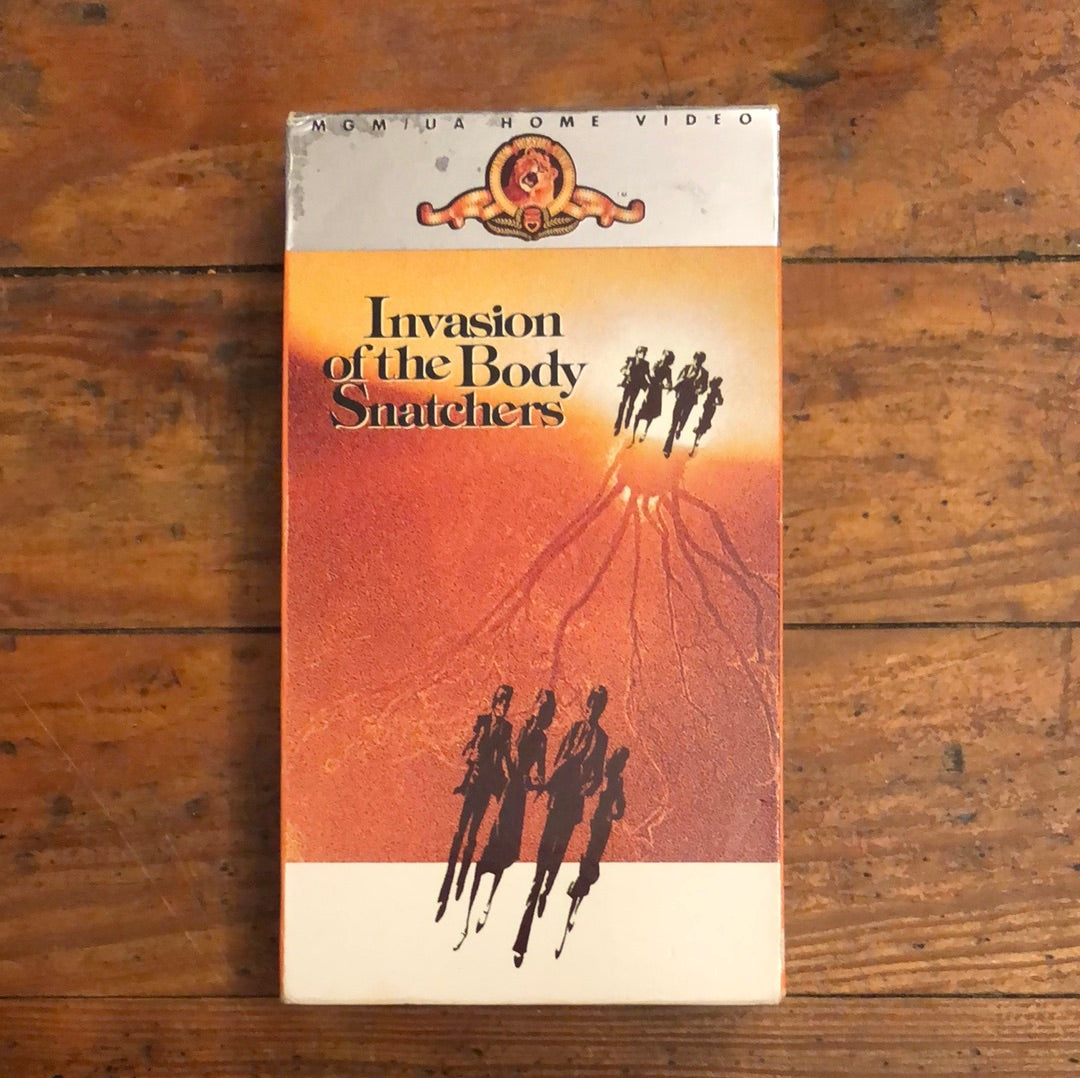 MGM/UA HOME VIDEO
Invasion
of the Body
Snatchers